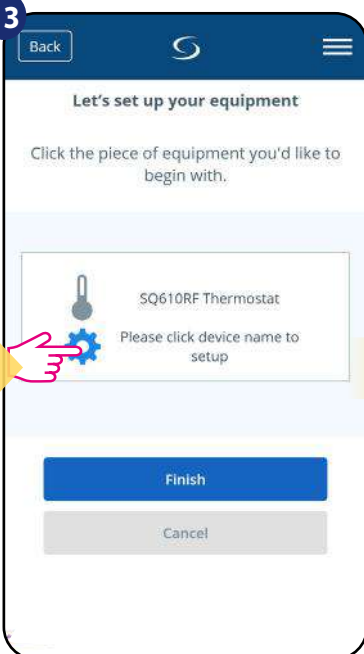 3
Back
Let's set up your equipment
Click the piece of equipment you'd like to
begin with.
SQ610RF Thermostat
Please click device name to
setup
Finish
Cancel